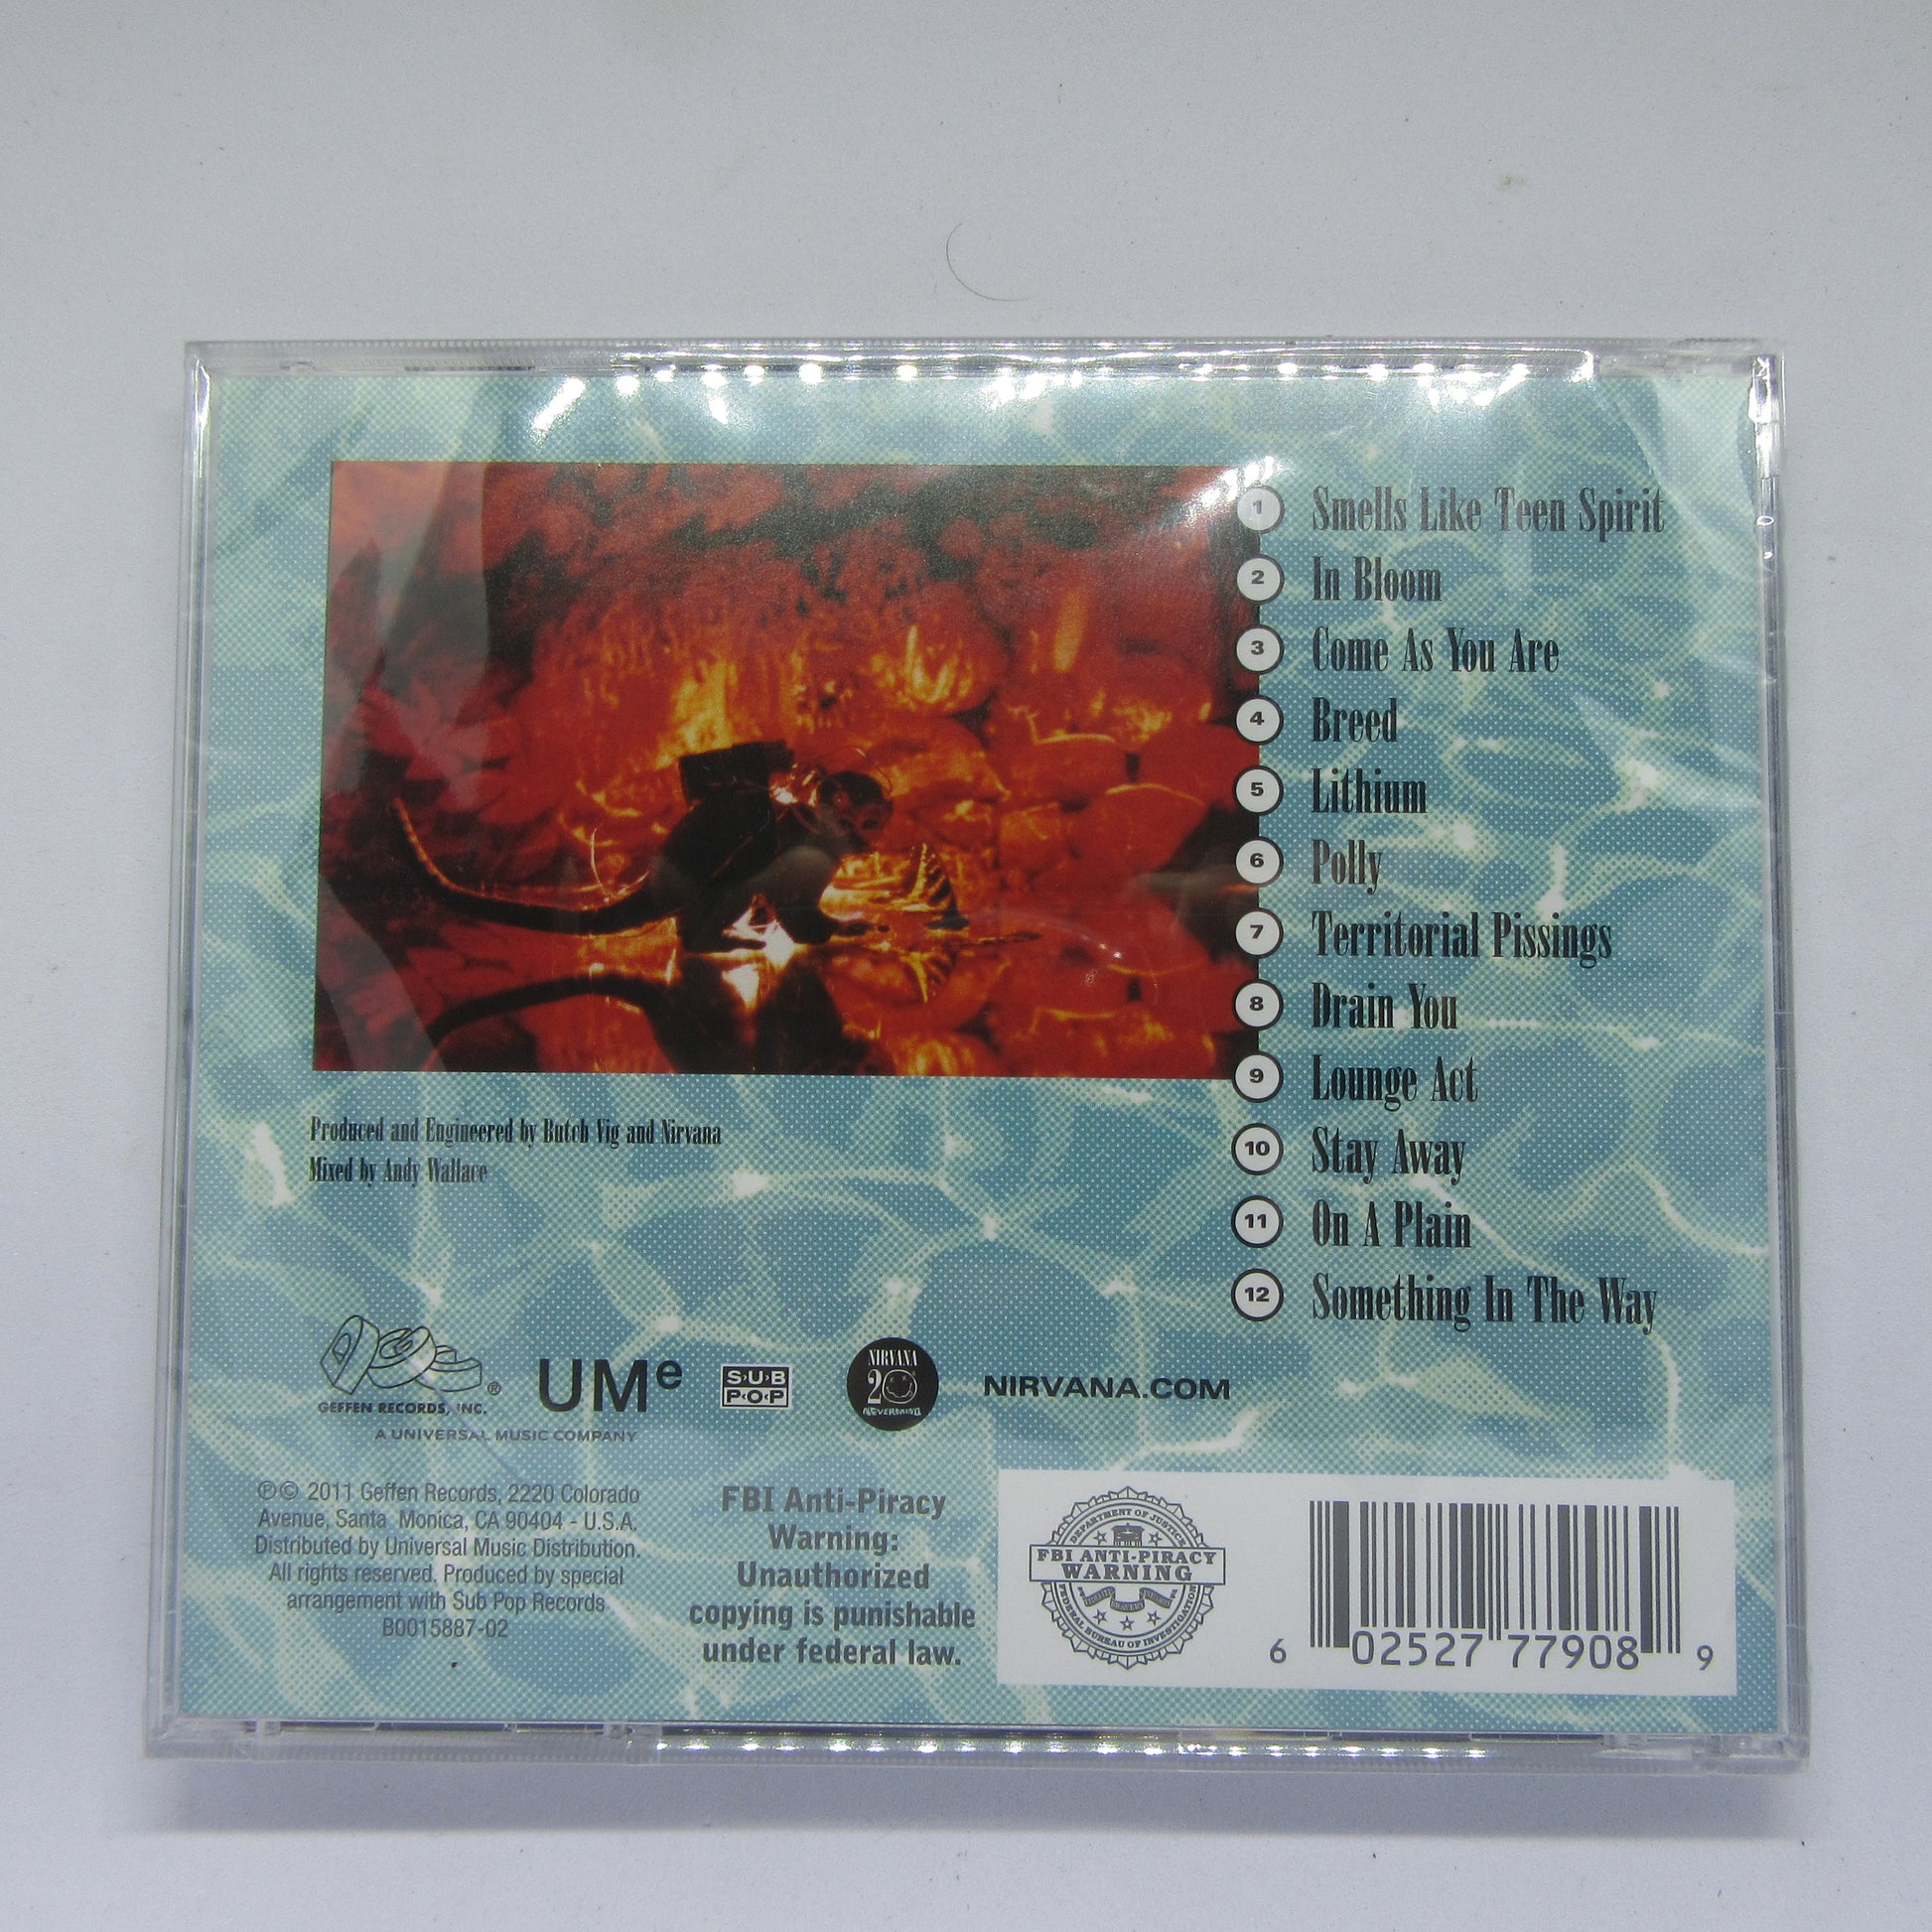 1 Smells Like Teen Spirit
2 In Bloom
3 Come As You Are
4 Breed
5 Lithium
6 Polly
7 Territorial Pissings
8 Drain You
9 Lounge Act
10 Stay Away
11 On A Plain
12 Something In The Way
Produced and Engineered by Butch Vig and Nirvana
Mixed by Andy Wallace
GEFFEN RECORDS, INC.
A UNIVERSAL MUSIC COMPANY
®
UMe
SUB
POP
NIRVANA
20
NEVERMIND
NIRVANA.COM
℗© 2011 Geffen Records, 2220 Colorado
Avenue, Santa Monica, CA 90404 - U.S.A.
Distributed by Universal Music Distribution.
All rights reserved. Produced by special
arrangement with Sub Pop Records
B0015887-02
FBI Anti-Piracy
Warning:
Unauthorized
copying is punishable
under federal law.
DEPARTMENT OF JUSTICE
FBI ANTI-PIRACY
WARNING
FEDERAL BUREAU OF INVESTIGATION
6 02527 77908 9